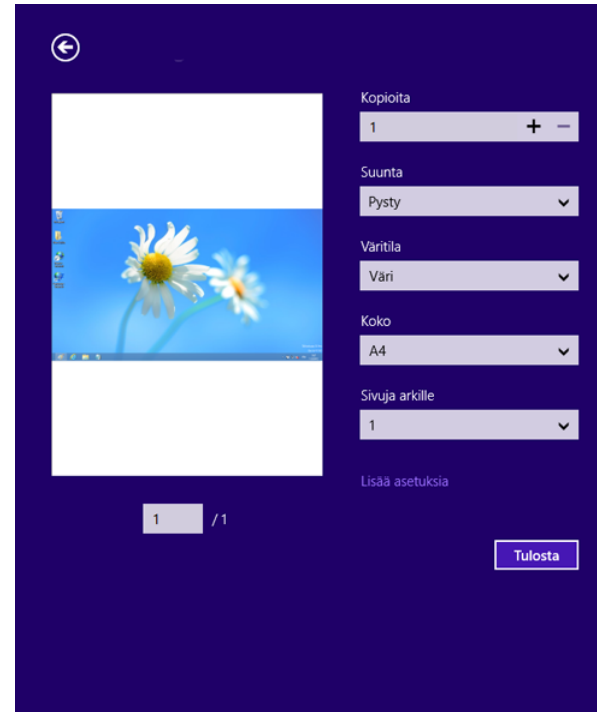 Kopioita
1
Suunta
Pysty
Väritila
Väri
Koko
A4
Sivuja arkille
1
Lisää asetuksia
1 / 1
Tulosta